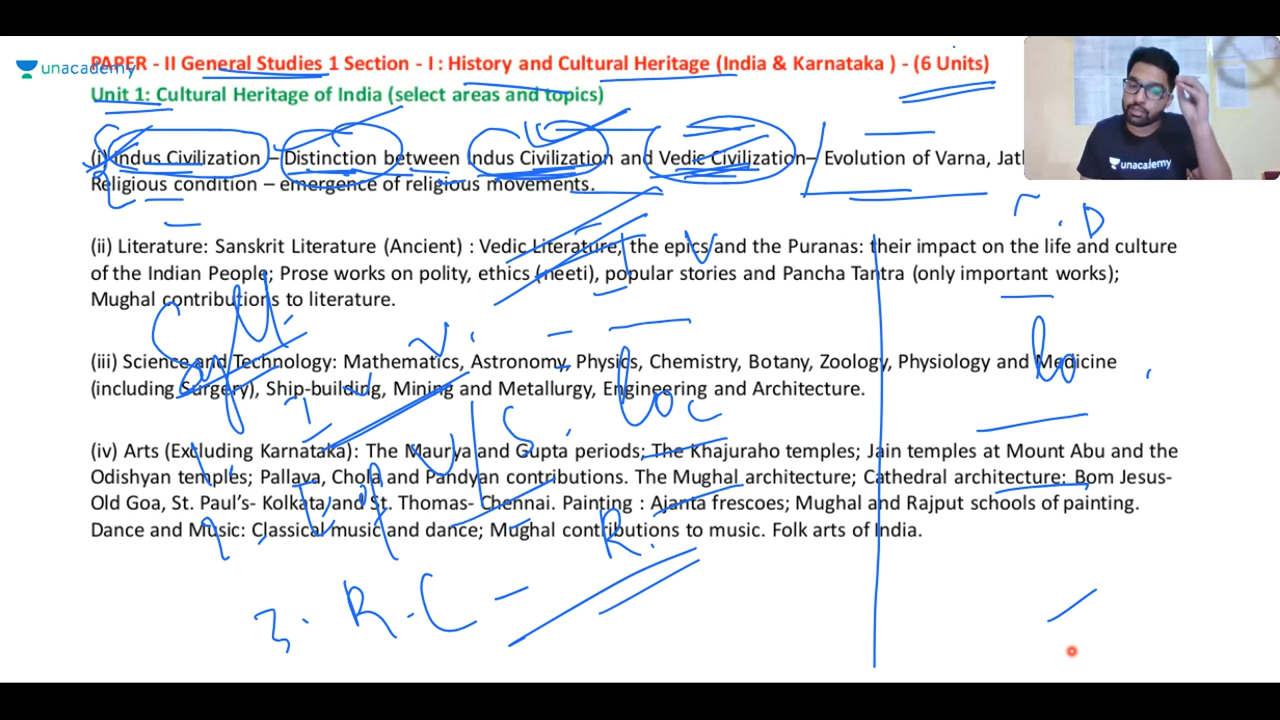 PAPER - II General Studies 1 Section - I : History and Cultural Heritage (India & Karnataka ) - (6 Units)
unacademy
Unit 1: Cultural Heritage of India (select areas and topics)
(i) Indus Civilization – Distinction between Indus Civilization and Vedic Civilization– Evolution of Varna,
Religious condition – emergence of religious movements.
unacademy
(ii) Literature: Sanskrit Literature (Ancient) : Vedic Literature, the epics and the Puranas: their impact on the life and culture
of the Indian People; Prose works on polity, ethics (neeti), popular stories and Pancha Tantra (only important works);
Mughal contributions to literature.
(iii) Science and Technology: Mathematics, Astronomy, Physics, Chemistry, Botany, Zoology, Physiology and Medicine
(including Surgery), Ship-building, Mining and Metallurgy, Engineering and Architecture.
(iv) Arts (Excluding Karnataka): The Maurya and Gupta periods; The Khajuraho temples; Jain temples at Mount Abu and the
Odishyan temples; Pallava, Chola and Pandyan contributions. The Mughal architecture; Cathedral architecture: Bom Jesus-
Old Goa, St. Paul's- Kolkata and St. Thomas- Chennai. Painting : Ajanta frescoes; Mughal and Rajput schools of painting.
Dance and Music: Classical music and dance; Mughal contributions to music. Folk arts of India.
3. R.C = R.